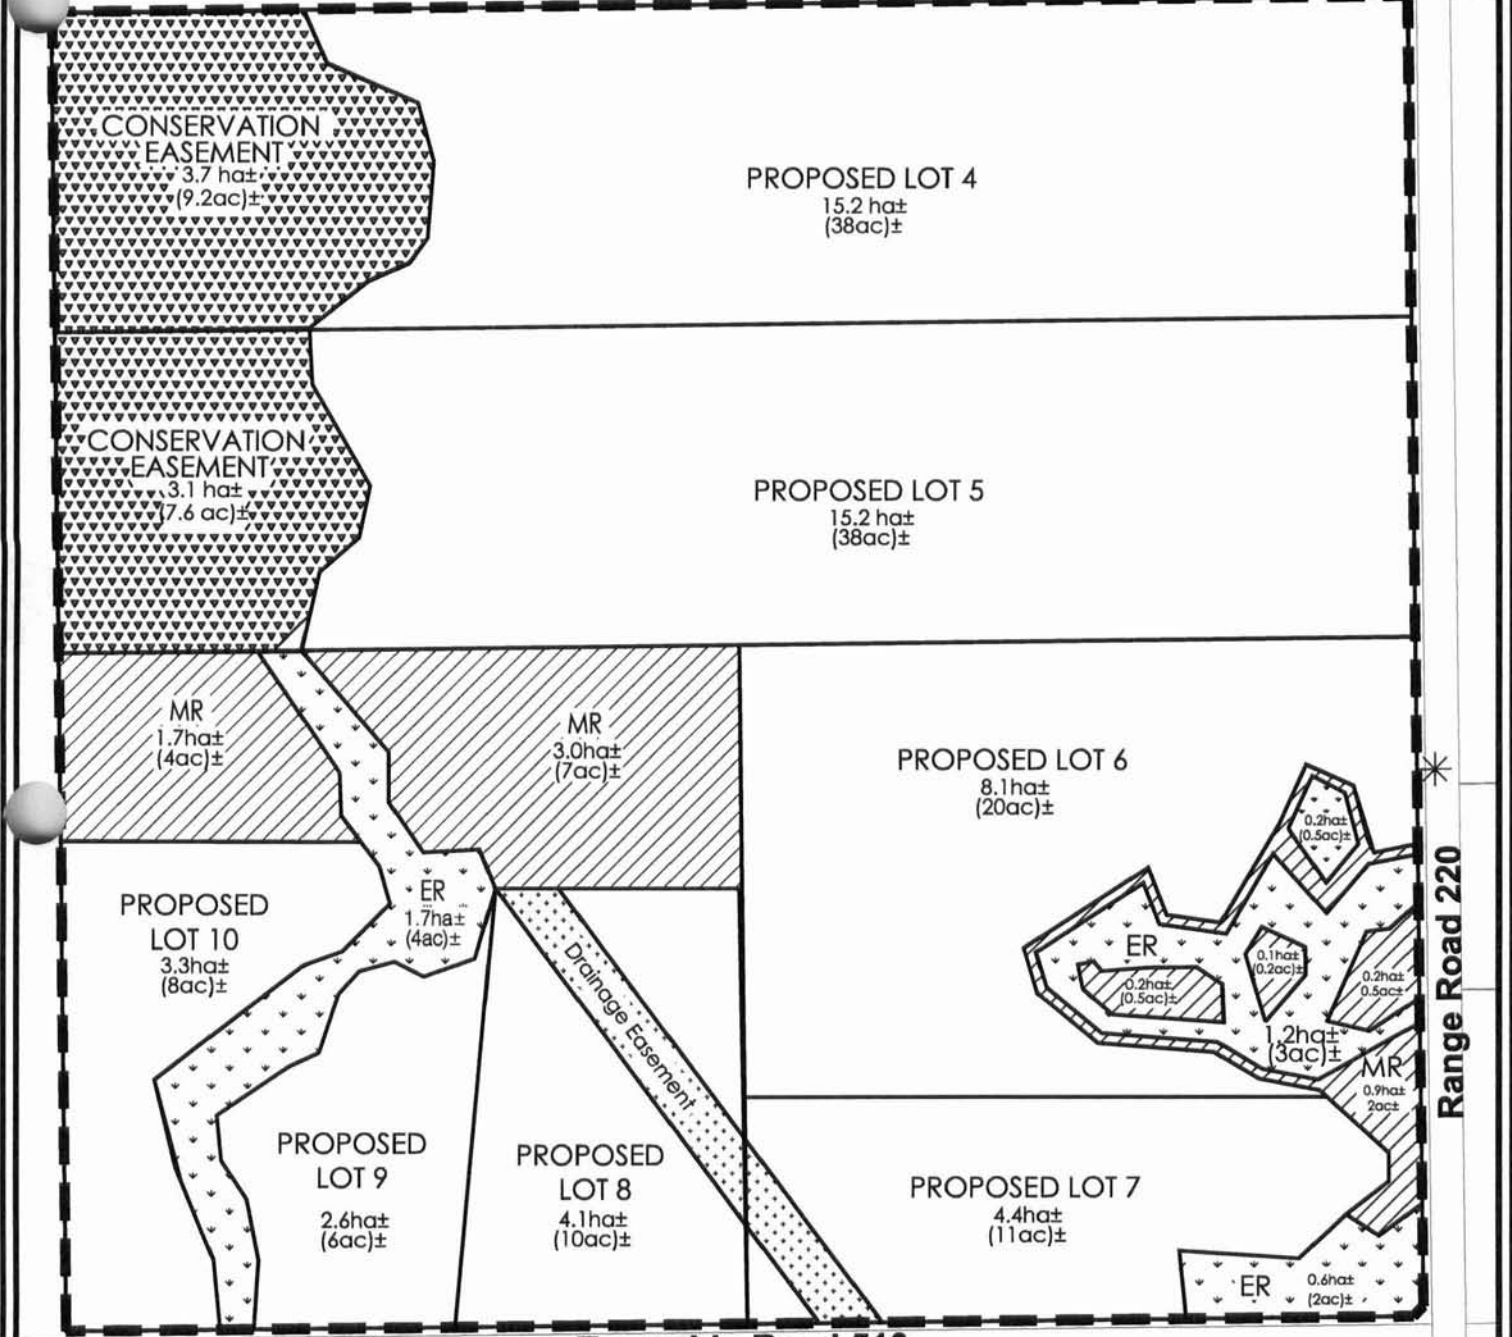 CONSERVATION
EASEMENT
3.7 ha±
(9.2ac)±
PROPOSED LOT 4
15.2 ha±
(38ac)±
CONSERVATION
EASEMENT
3.1 ha±
(7.6 ac)±
PROPOSED LOT 5
15.2 ha±
(38ac)±
MR
1.7ha±
(4ac)±
MR
3.0ha±
(7ac)±
PROPOSED LOT 6
8.1ha±
(20ac)±
0.2ha±
(0.5ac)±
PROPOSED
LOT 10
3.3ha±
(8ac)±
ER
1.7ha±
(4ac)±
Drainage Easement
ER
0.2ha±
(0.5ac)±
0.1ha±
(0.2ac)±
0.2ha±
0.5ac±
1.2ha±
(3ac)±
MR
0.9ha±
2ac±
Range Road 220
PROPOSED
LOT 9
2.6ha±
(6ac)±
PROPOSED
LOT 8
4.1ha±
(10ac)±
PROPOSED LOT 7
4.4ha±
(11ac)±
ER
0.6ha±
(2ac)±